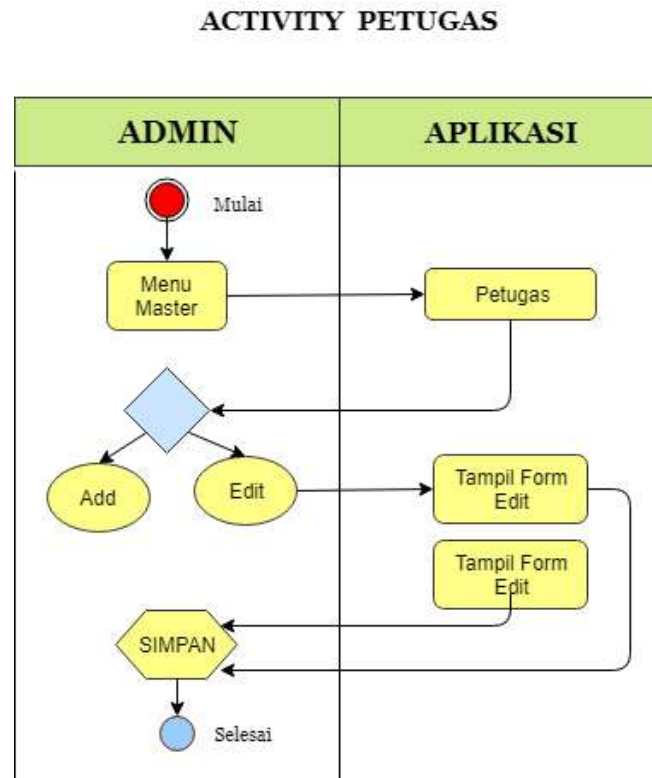 ACTIVITY PETUGAS
ADMIN
APLIKASI
Mulai
Menu
Master
Petugas
Add
Edit
Tampil Form
Edit
Tampil Form
Edit
SIMPAN
Selesai